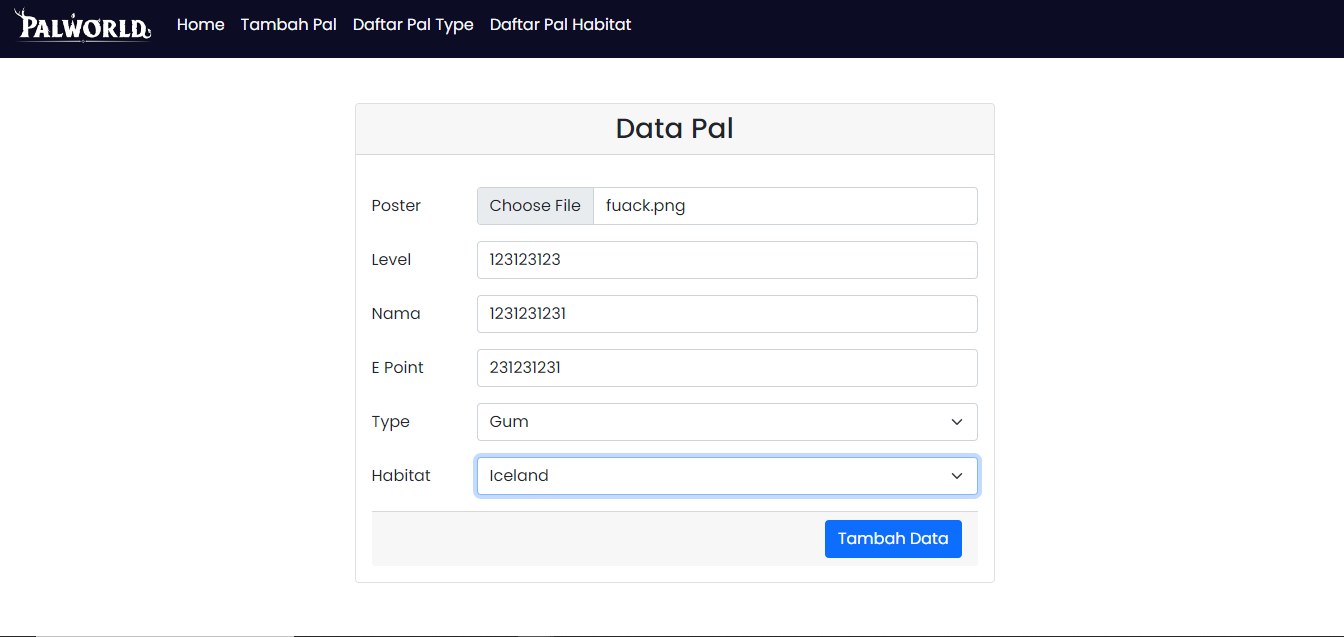 PALWORLD Home Tambah Pal Daftar Pal Type Daftar Pal Habitat
Data Pal
Poster Choose File fuack.png
Level 123123123
Nama 1231231231
E Point 231231231
Type Gum
Habitat Iceland
Tambah Data